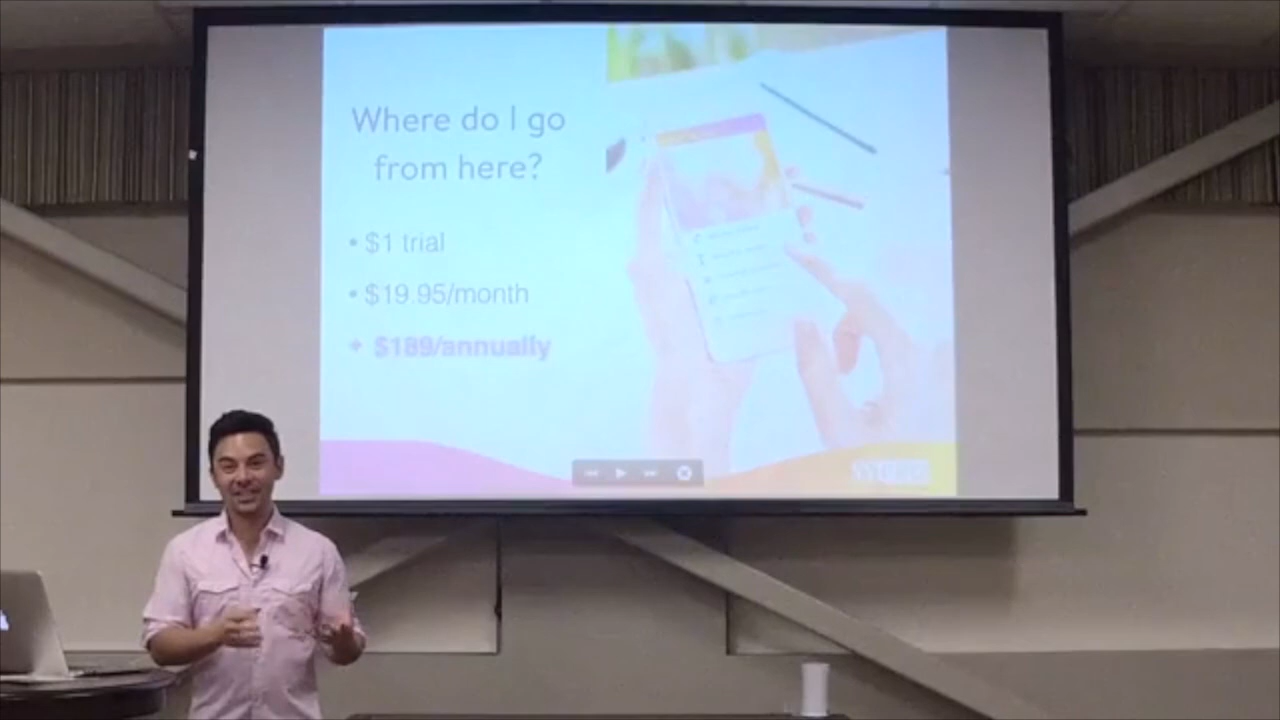 Where do I go
from here?
• $1 trial
• $19.95/month
• $189/annually